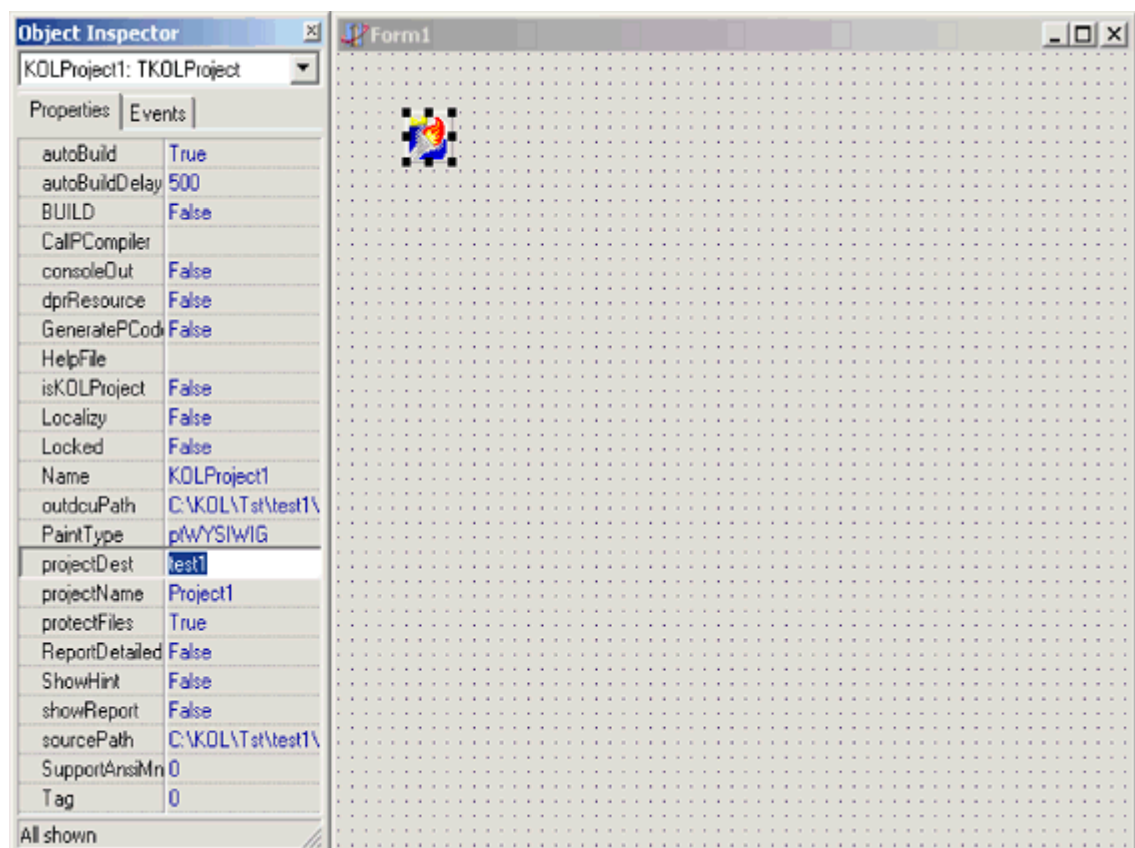 Object Inspector
KOLProject1: TKOLProject
Properties Events
autoBuild True
autoBuildDelay 500
BUILD False
CallPCompiler
consoleOut False
dprResource False
GeneratePCod False
HelpFile
isKOLProject False
Localizy False
Locked False
Name KOLProject1
outdcuPath C:\KOL\Tst\test1\
PaintType ptWYSIWIG
projectDest test1
projectName Project1
protectFiles True
ReportDetailed False
ShowHint False
showReport False
sourcePath C:\KOL\Tst\test1\
SupportAnsiMn 0
Tag 0
All shown
Form1